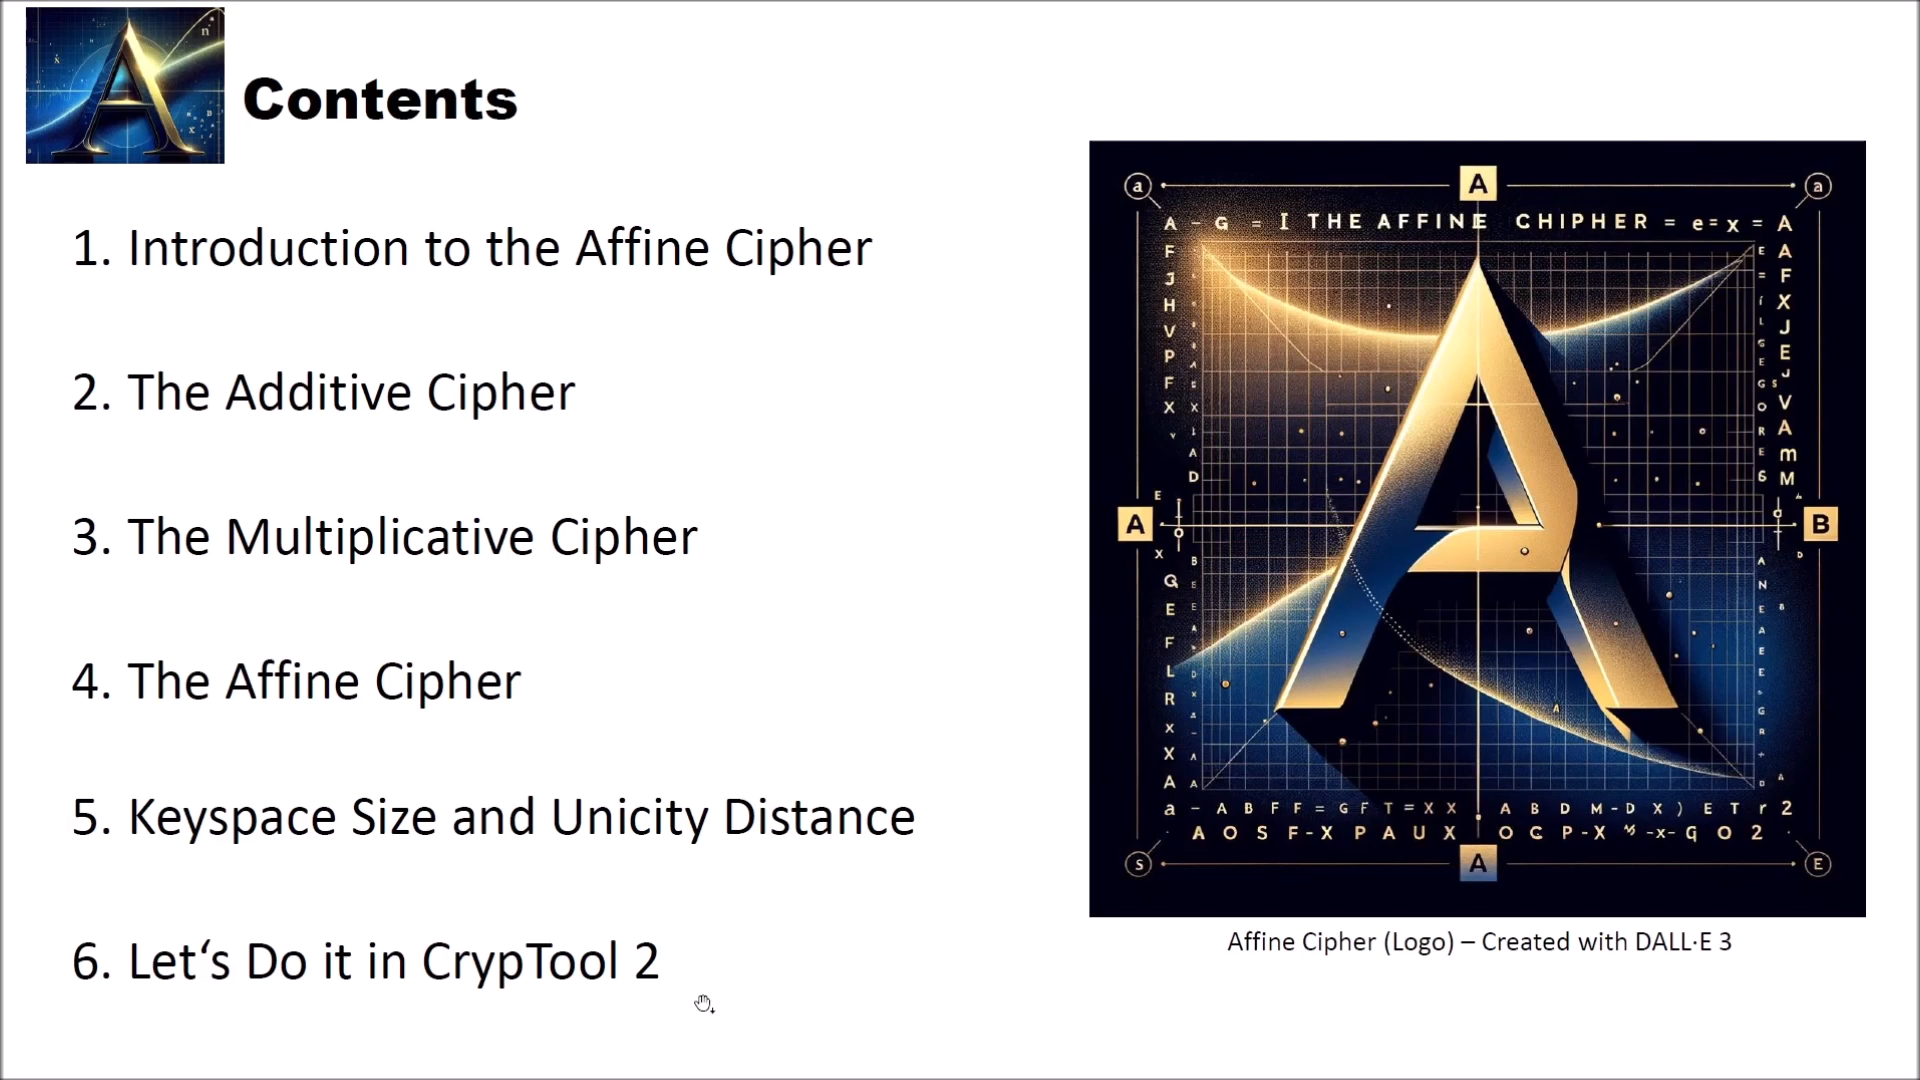 Contents
1. Introduction to the Affine Cipher
2. The Additive Cipher
3. The Multiplicative Cipher
4. The Affine Cipher
5. Keyspace Size and Unicity Distance
6. Let‘s Do it in CrypTool 2
A
A - G = I THE AFFINE CHIPHER = e=x = A
A
B
a - A B F F = G F T = X X A B D M - D X ) E T r 2
A
Affine Cipher (Logo) – Created with DALL·E 3